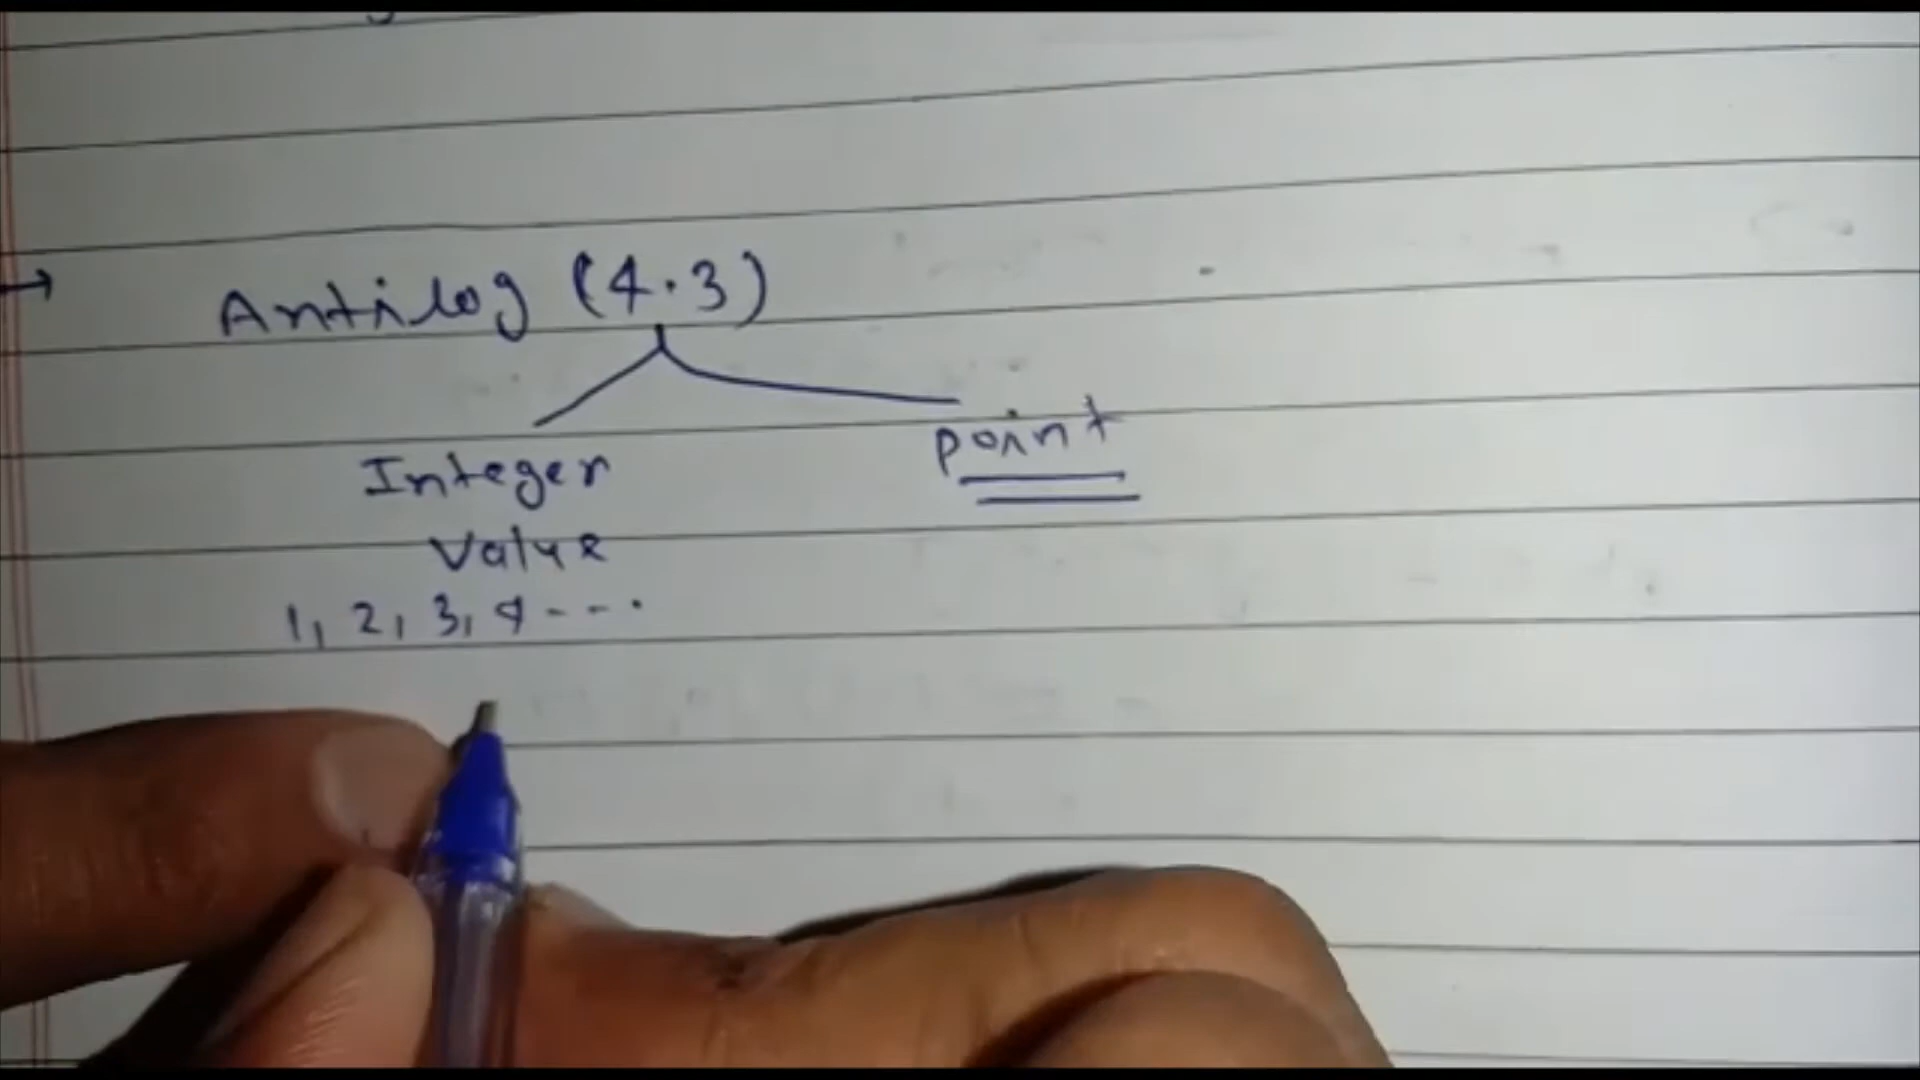 → Antilog (4.3)
Integer point
Value
1, 2, 3, 4 - - .